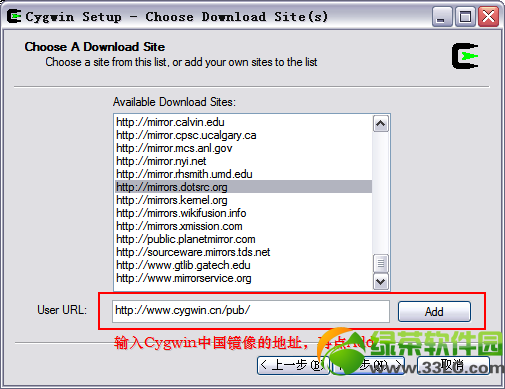 Cygwin Setup - Choose Download Site(s)
Choose A Download Site
Choose a site from this list, or add your own sites to the list
Available Download Sites:
http://mirror.calvin.edu
http://mirror.cpsc.ucalgary.ca
http://mirror.mcs.anl.gov
http://mirror.nyi.net
http://mirror.rhsmith.umd.edu
http://mirrors.dotsrc.org
http://mirrors.kernel.org
http://mirrors.wikifusion.info
http://mirrors.xmission.com
http://public.planetmirror.com
http://sourceware.mirrors.tds.net
http://www.gtlib.gatech.edu
http://www.mirrorservice.org
User URL:
http://www.cygwin.cn/pub/
Add
输入Cygwin中国镜像的地址，再点
绿茶软件园
www.33LC.com
< 上一步(B)
取消